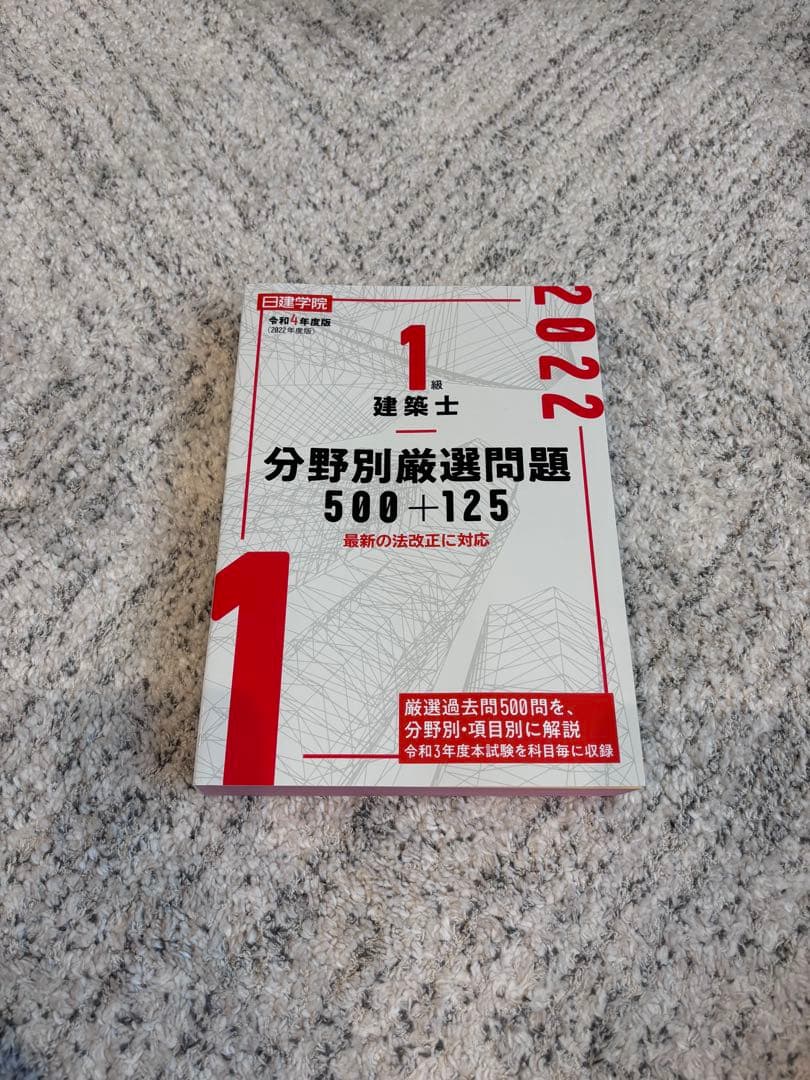 日建学院
令和4年度版
(2022年度版)
2022
1級
建築士
分野別厳選問題
500+125
最新の法改正に対応
1
厳選過去問500問を、
分野別・項目別に解説
令和3年度本試験を科目毎に収録